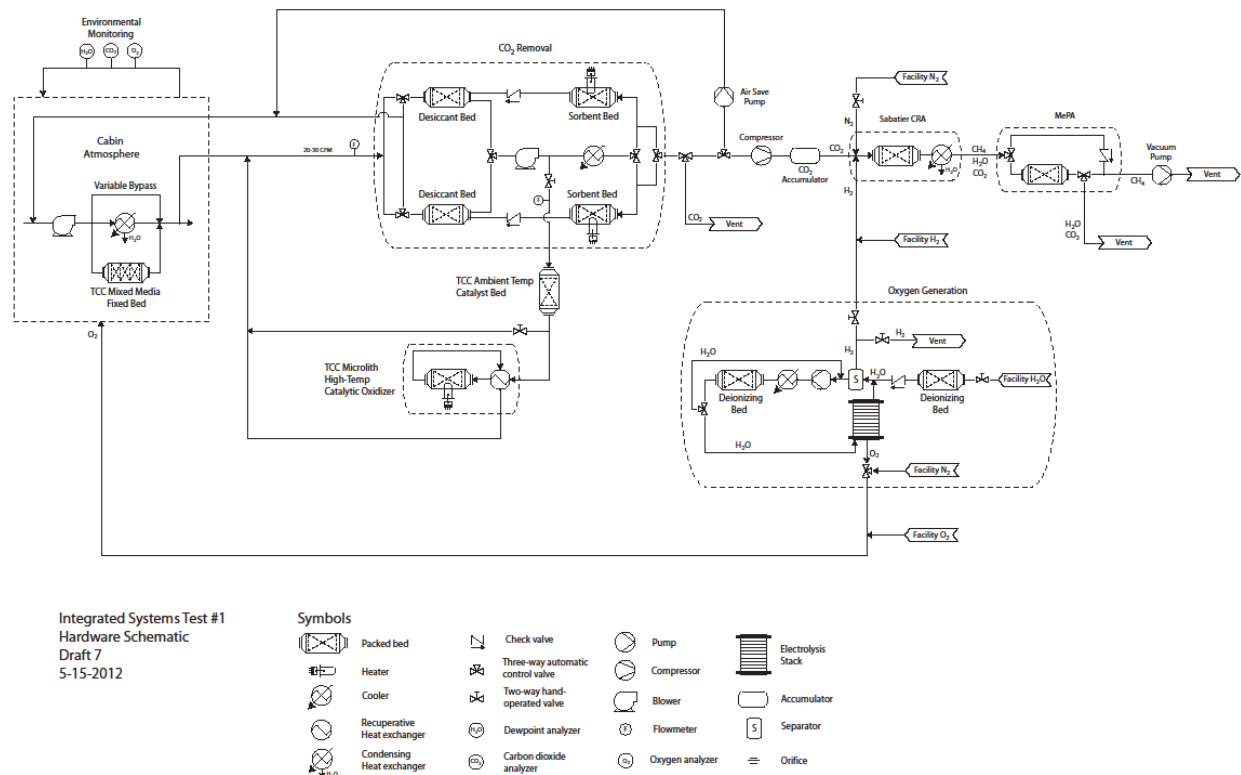 Environmental
Monitoring
H₂O
CO₂
O₂
Cabin
Atmosphere
Variable Bypass
H₂O
TCC Mixed Media
Fixed Bed
O₂
20-30 CFM
F
CO₂ Removal
Desiccant Bed
Sorbent Bed
Desiccant Bed
Sorbent Bed
F
TCC Ambient Temp
Catalyst Bed
TCC Microlith
High-Temp
Catalytic Oxidizer
Air Save
Pump
Compressor
CO₂
Accumulator
CO₂
CO₂
Vent
Facility N₂
N₂
Sabatier CRA
H₂O
H₂
CH₄
H₂O
CO₂
MePA
CH₄
Vacuum
Pump
Vent
H₂O
CO₂
Vent
Facility H₂
Oxygen Generation
H₂
Vent
H₂
H₂O
S
H₂O
Facility H₂O
Deionizing
Bed
Deionizing
Bed
H₂O
O₂
Facility N₂
Facility O₂
Integrated Systems Test #1
Hardware Schematic
Draft 7
5-15-2012
Symbols
Packed bed
Heater
Cooler
Recuperative
Heat exchanger
Condensing
Heat exchanger
H₂O
Check valve
Three-way automatic
control valve
Two-way hand-
operated valve
H₂O
Dewpoint analyzer
CO₂
Carbon dioxide
analyzer
Pump
Compressor
Blower
F
Flowmeter
O₂
Oxygen analyzer
Electrolysis
Stack
Accumulator
S
Separator
Orifice